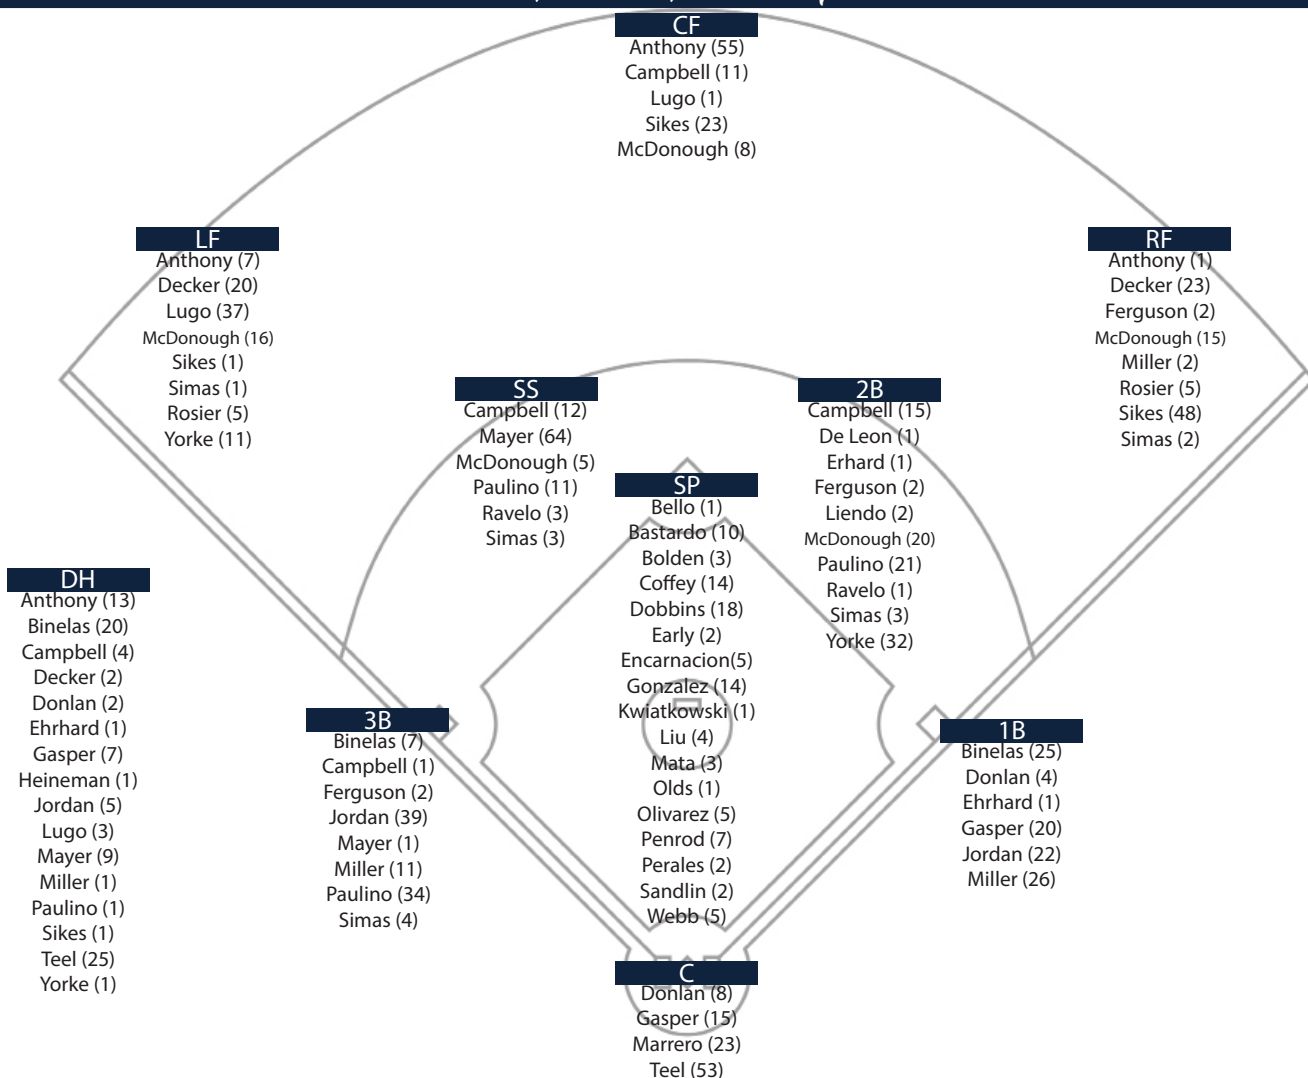 CF
Anthony (55)
Campbell (11)
Lugo (1)
Sikes (23)
McDonough (8)
LF
Anthony (7)
Decker (20)
Lugo (37)
McDonough (16)
Sikes (1)
Simas (1)
Rosier (5)
Yorke (11)
RF
Anthony (1)
Decker (23)
Ferguson (2)
McDonough (15)
Miller (2)
Rosier (5)
Sikes (48)
Simas (2)
SS
Campbell (12)
Mayer (64)
McDonough (5)
Paulino (11)
Ravelo (3)
Simas (3)
2B
Campbell (15)
De Leon (1)
Erhard (1)
Ferguson (2)
Liendo (2)
McDonough (20)
Paulino (21)
Ravelo (1)
Simas (3)
Yorke (32)
SP
Bello (1)
Bastardo (10)
Bolden (3)
Coffey (14)
Dobbins (18)
Early (2)
Encarnacion(5)
Gonzalez (14)
Kwiatkowski (1)
Liu (4)
Mata (3)
Olds (1)
Olivarez (5)
Penrod (7)
Perales (2)
Sandlin (2)
Webb (5)
DH
Anthony (13)
Binelas (20)
Campbell (4)
Decker (2)
Donlan (2)
Ehrhard (1)
Gasper (7)
Heineman (1)
Jordan (5)
Lugo (3)
Mayer (9)
Miller (1)
Paulino (1)
Sikes (1)
Teel (25)
Yorke (1)
3B
Binelas (7)
Campbell (1)
Ferguson (2)
Jordan (39)
Mayer (1)
Miller (11)
Paulino (34)
Simas (4)
1B
Binelas (25)
Donlan (4)
Ehrhard (1)
Gasper (20)
Jordan (22)
Miller (26)
C
Donlan (8)
Gasper (15)
Marrero (23)
Teel (53)